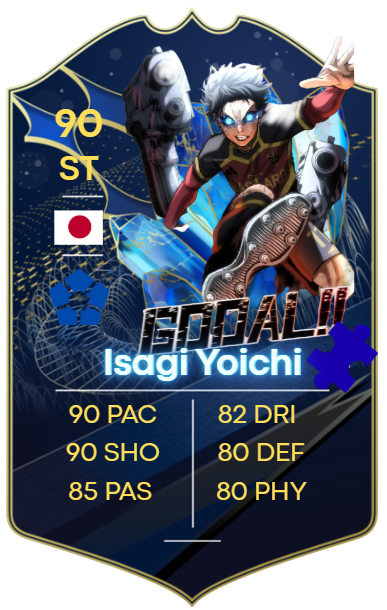 90
ST
GOOAL!!
Isagi Yoichi
90 PAC
90 SHO
85 PAS
82 DRI
80 DEF
80 PHY